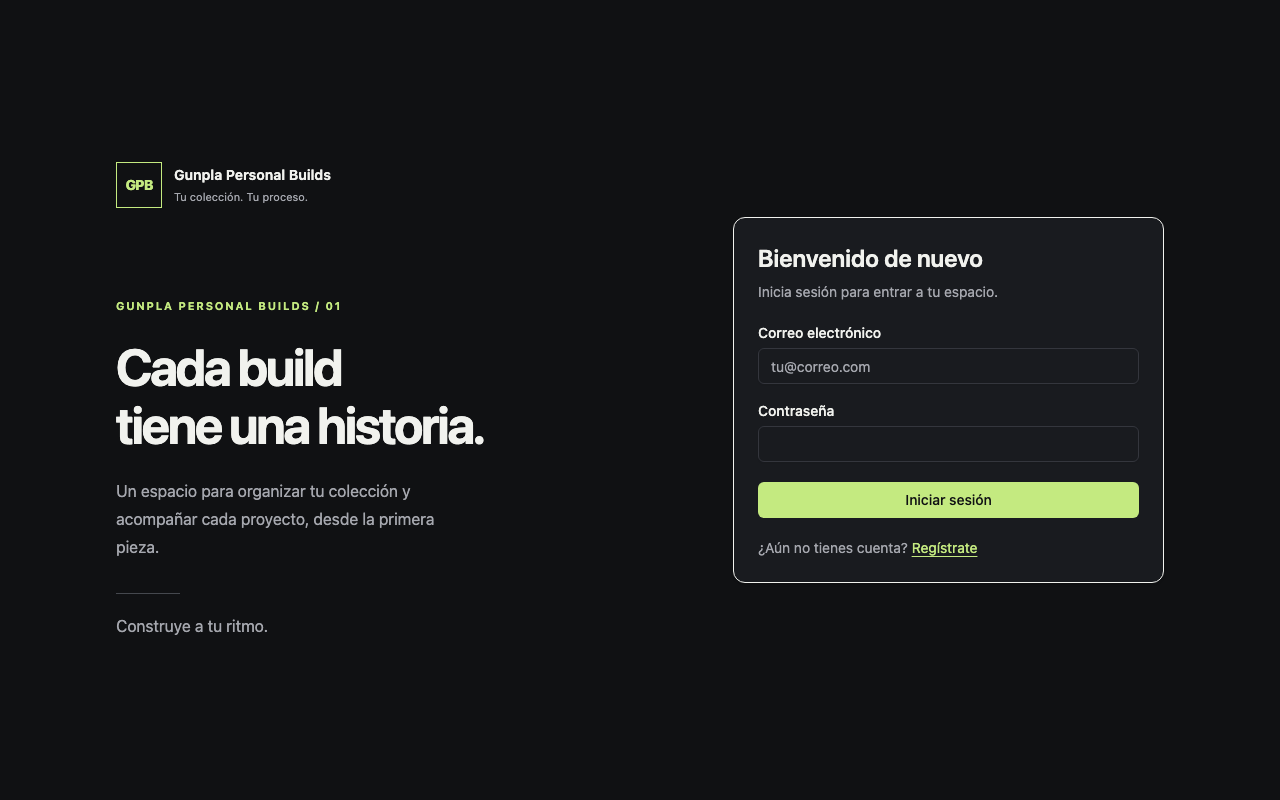 GPB
Gunpla Personal Builds
Tu colección. Tu proceso.
GUNPLA PERSONAL BUILDS / 01
Cada build
tiene una historia.
Un espacio para organizar tu colección y
acompañar cada proyecto, desde la primera
pieza.
Construye a tu ritmo.
Bienvenido de nuevo
Inicia sesión para entrar a tu espacio.
Correo electrónico
tu@correo.com
Contraseña
Iniciar sesión
¿Aún no tienes cuenta? Regístrate